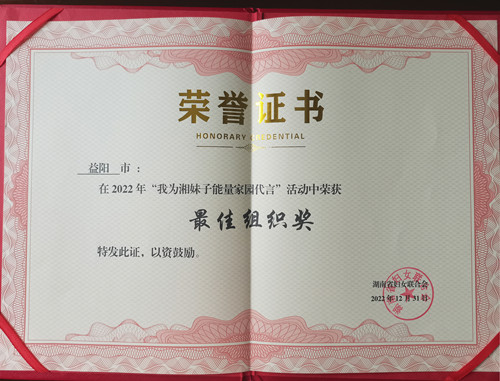 荣誉证书
HONORARY CREDENTIAL
益阳 市：
在 2022 年“我为湘妹子能量家园代言”活动中荣获
最佳组织奖
特发此证，以资鼓励。
湖南省妇女联合会
2022 年 12 月 31 日